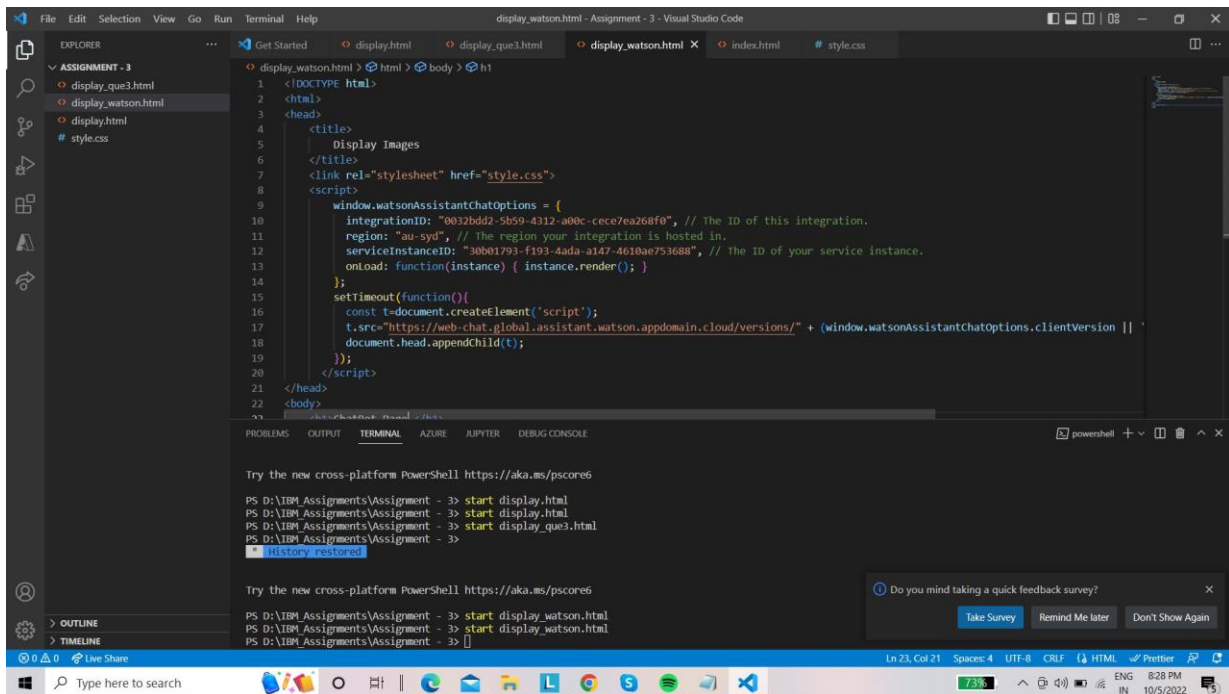 File Edit Selection View Go Run Terminal Help
display_watson.html - Assignment - 3 - Visual Studio Code
EXPLORER
ASSIGNMENT - 3
display_que3.html
display_watson.html
display.html
# style.css
OUTLINE
TIMELINE
Get Started display.html display_que3.html display_watson.html index.html # style.css
display_watson.html > html > body > h1
1 <!DOCTYPE html>
2 <html>
3 <head>
4 <title>
5 Display Images
6 </title>
7 <link rel="stylesheet" href="style.css">
8 <script>
9 window.watsonAssistantChatOptions = {
10 integrationID: "0032bdd2-5b59-4312-a00c-cece7ea268f0", // The ID of this integration.
11 region: "au-syd", // The region your integration is hosted in.
12 serviceInstanceID: "30b01793-f193-4ada-a147-4610ae753688", // The ID of your service instance.
13 onLoad: function(instance) { instance.render(); }
14 };
15 setTimeout(function(){
16 const t=document.createElement('script');
17 t.src="https://web-chat.global.assistant.watson.appdomain.cloud/versions/" + (window.watsonAssistantChatOptions.clientVersion || '
18 document.head.appendChild(t);
19 });
20 </script>
21 </head>
22 <body>
23 <h1>ChatBot Page </h1>
PROBLEMS OUTPUT TERMINAL AZURE JUPYTER DEBUG CONSOLE
powershell
Try the new cross-platform PowerShell https://aka.ms/pscore6
PS D:\IBM_Assignments\Assignment - 3> start display.html
PS D:\IBM_Assignments\Assignment - 3> start display.html
PS D:\IBM_Assignments\Assignment - 3> start display_que3.html
PS D:\IBM_Assignments\Assignment - 3>
* History restored
Try the new cross-platform PowerShell https://aka.ms/pscore6
PS D:\IBM_Assignments\Assignment - 3> start display_watson.html
PS D:\IBM_Assignments\Assignment - 3> start display_watson.html
PS D:\IBM_Assignments\Assignment - 3>
Do you mind taking a quick feedback survey?
Take Survey Remind Me later Don't Show Again
0 0 Live Share
Ln 23, Col 21 Spaces: 4 UTF-8 CRLF HTML Prettier
Type here to search
73%
ENG
IN
8:28 PM
10/5/2022